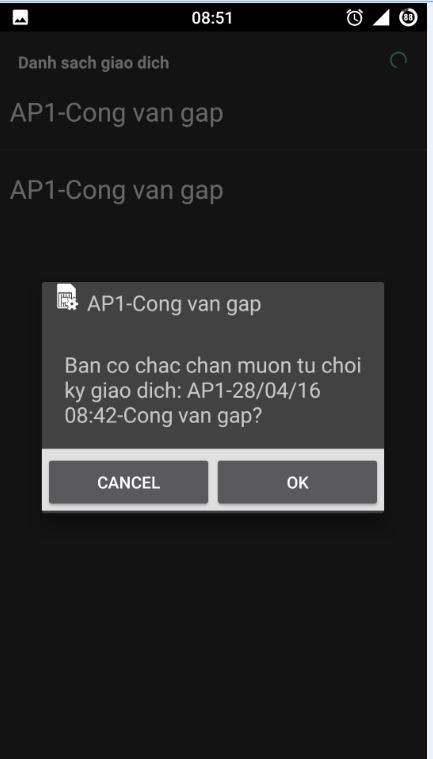 08:51
88
Danh sach giao dich
AP1-Cong van gap
AP1-Cong van gap
AP1-Cong van gap
Ban co chac chan muon tu choi
ky giao dich: AP1-28/04/16
08:42-Cong van gap?
CANCEL
OK